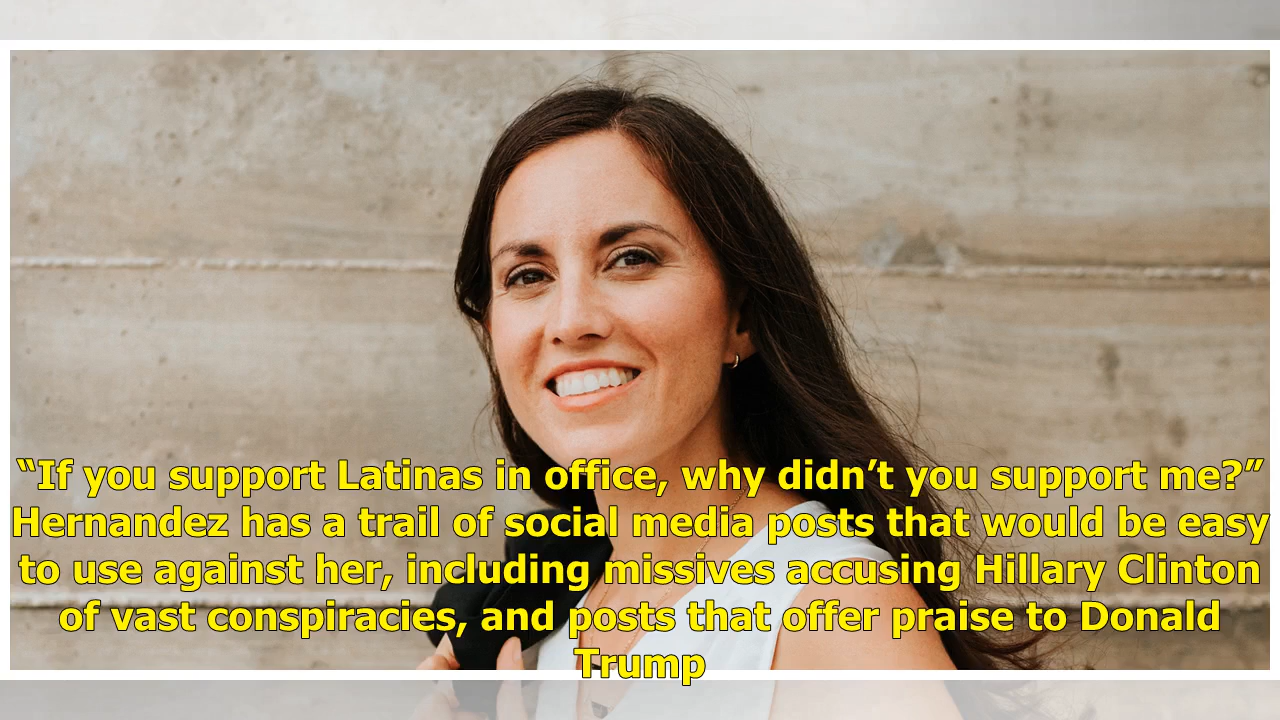 “If you support Latinas in office, why didn’t you support me?”
Hernandez has a trail of social media posts that would be easy
to use against her, including missives accusing Hillary Clinton
of vast conspiracies, and posts that offer praise to Donald
Trump